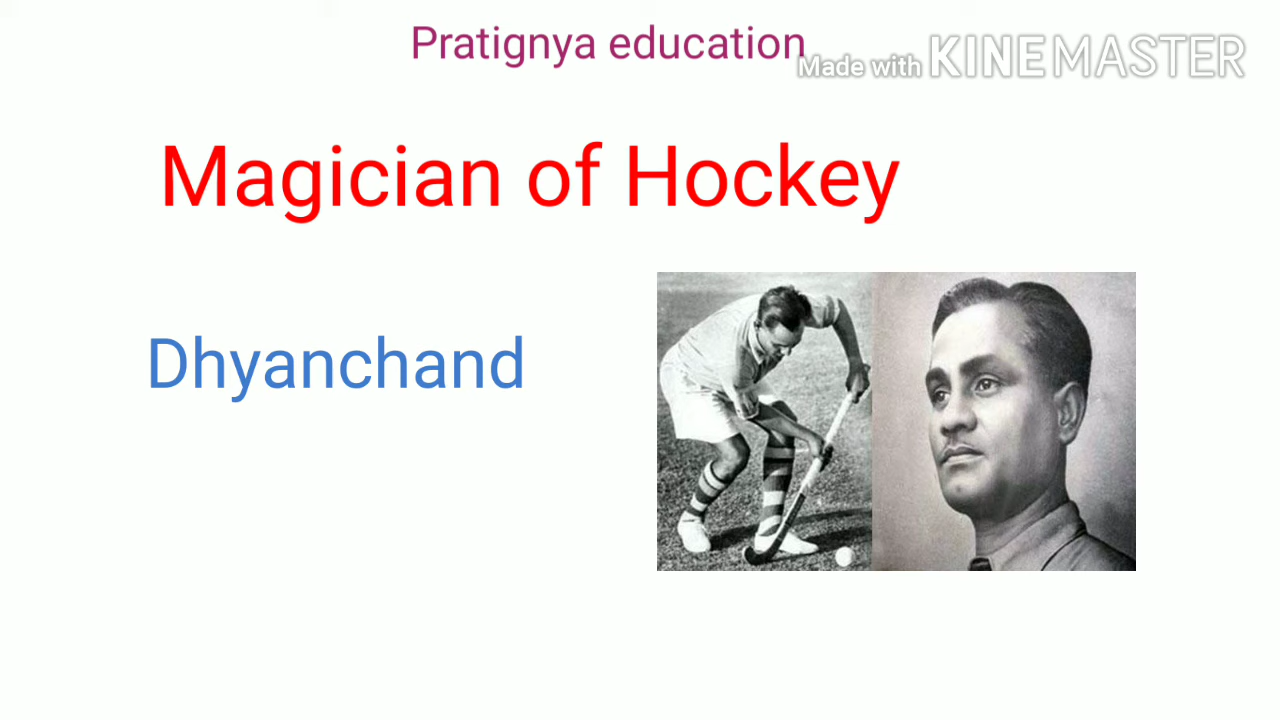 Pratignya education
Made with KINEMASTER
Magician of Hockey
Dhyanchand